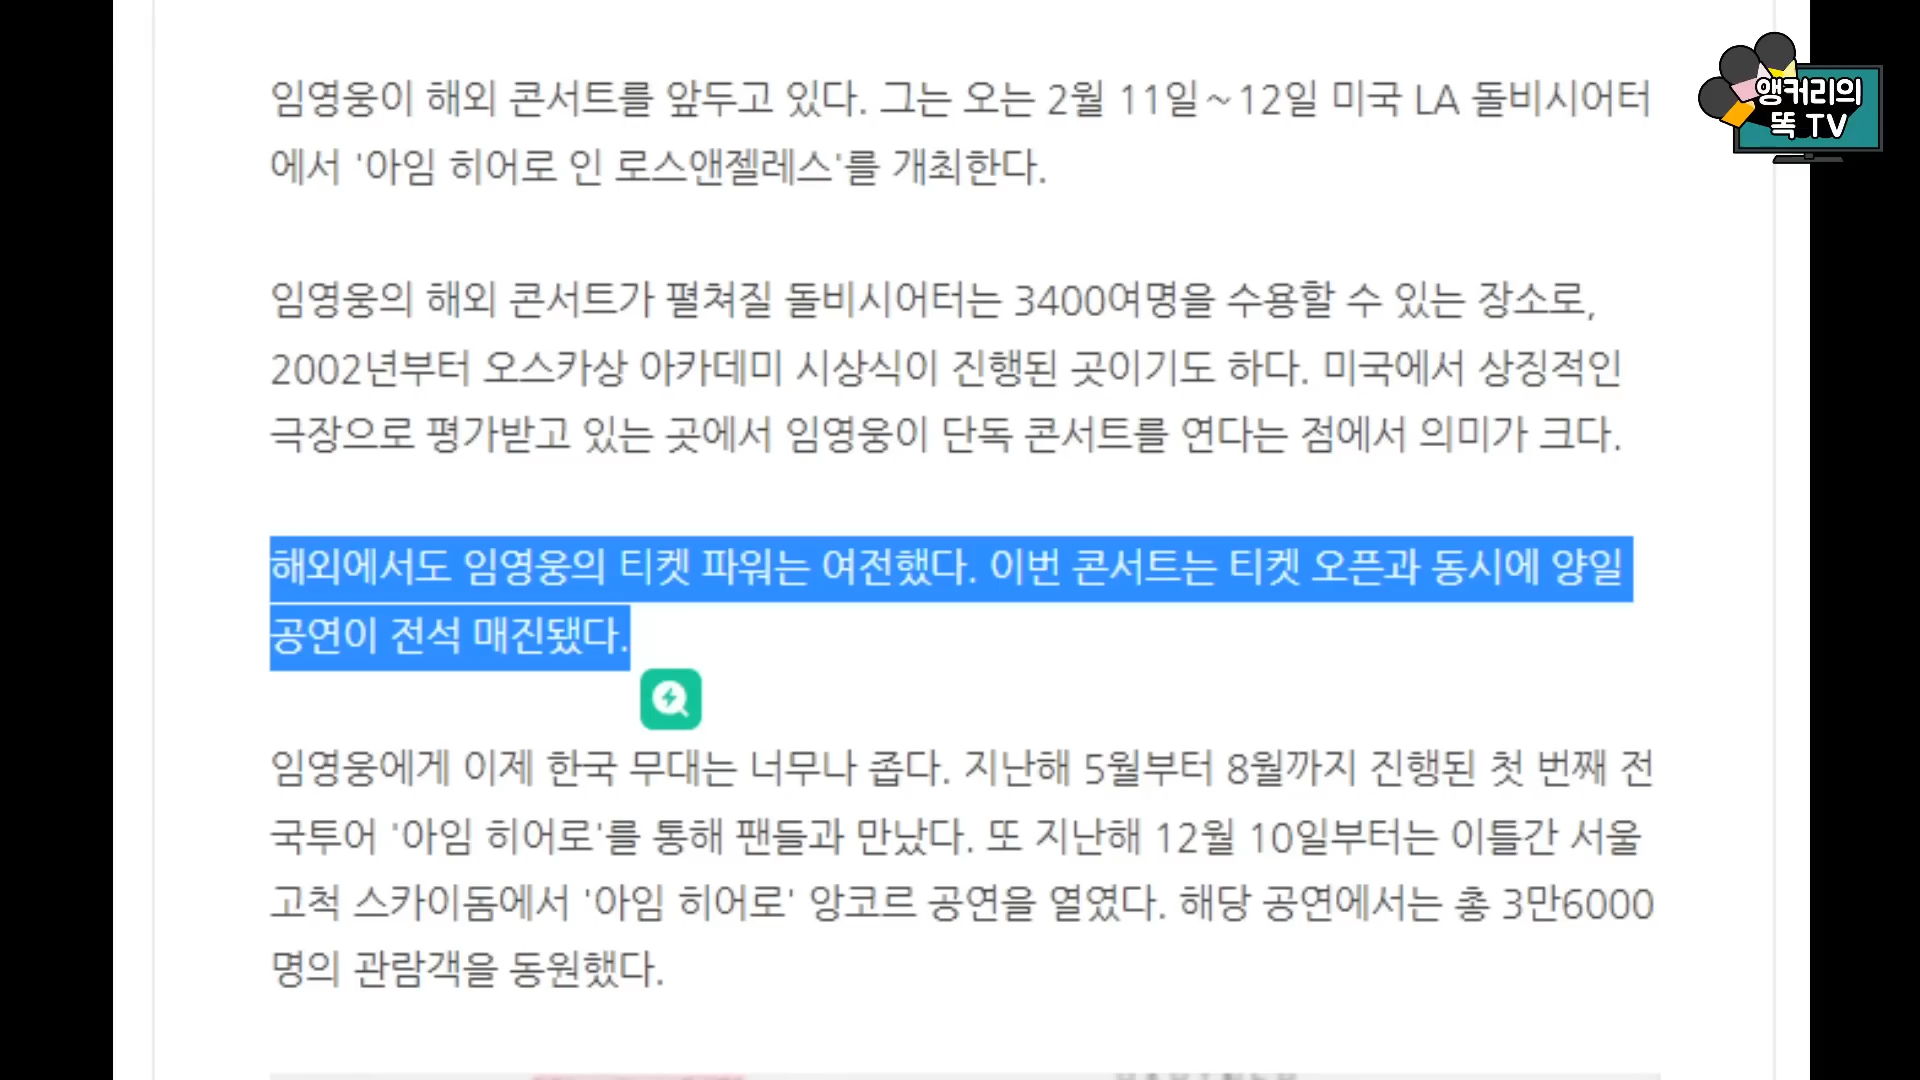 임영웅이 해외 콘서트를 앞두고 있다. 그는 오는 2월 11일~12일 미국 LA 돌비시어터
에서 '아임 히어로 인 로스앤젤레스'를 개최한다.
앵커리의
똑 TV
임영웅의 해외 콘서트가 펼쳐질 돌비시어터는 3400여명을 수용할 수 있는 장소로,
2002년부터 오스카상 아카데미 시상식이 진행된 곳이기도 하다. 미국에서 상징적인
극장으로 평가받고 있는 곳에서 임영웅이 단독 콘서트를 연다는 점에서 의미가 크다.
해외에서도 임영웅의 티켓 파워는 여전했다. 이번 콘서트는 티켓 오픈과 동시에 양일
공연이 전석 매진됐다.
임영웅에게 이제 한국 무대는 너무나 좁다. 지난해 5월부터 8월까지 진행된 첫 번째 전
국투어 '아임 히어로'를 통해 팬들과 만났다. 또 지난해 12월 10일부터는 이틀간 서울
고척 스카이돔에서 '아임 히어로' 앙코르 공연을 열였다. 해당 공연에서는 총 3만6000
명의 관람객을 동원했다.